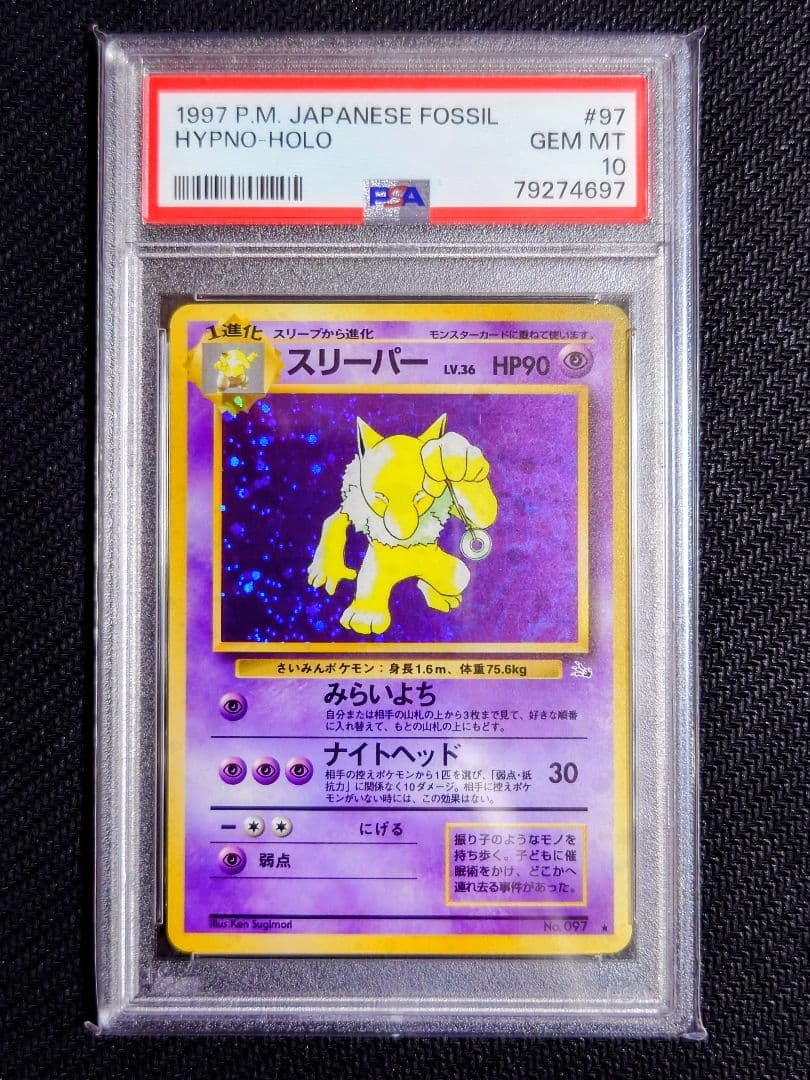 1997 P.M. JAPANESE FOSSIL #97
HYPNO-HOLO GEM MT
10
PSA 79274697
1進化 スリープから進化 モンスターカードに重ねて使います。
スリーパー LV.36 HP90
さいみんポケモン：身長1.6m、体重75.6kg
みらいよち
自分または相手の山札の上から3枚まで見て、好きな順番
に入れ替えて、もとの山札の上にもどす。
ナイトヘッド 30
相手の控えポケモンから1匹を選び、「弱点・抵
抗力」に関係なく10ダメージ。相手に控えポケ
モンがいない時には、この効果はない。
にげる
弱点
振り子のようなモノを
持ち歩く。子どもに催
眠術をかけ、どこかへ
連れ去る事件があった。
Illus.Ken Sugimori No.097 ★